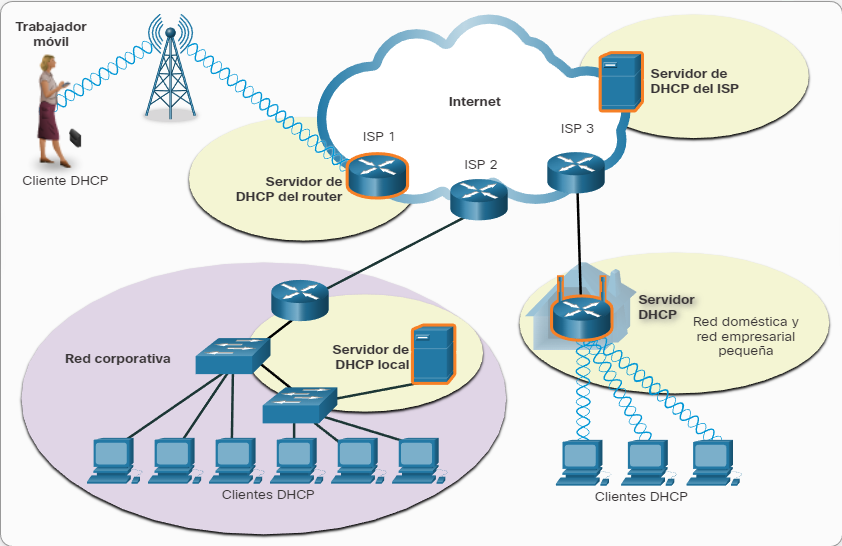 Trabajador
móvil
Cliente DHCP
Internet
ISP 1
ISP 2
ISP 3
Servidor de
DHCP del ISP
Servidor de
DHCP del router
Servidor
DHCP
Red doméstica y
red empresarial
pequeña
Red corporativa
Servidor de
DHCP local
Clientes DHCP
Clientes DHCP